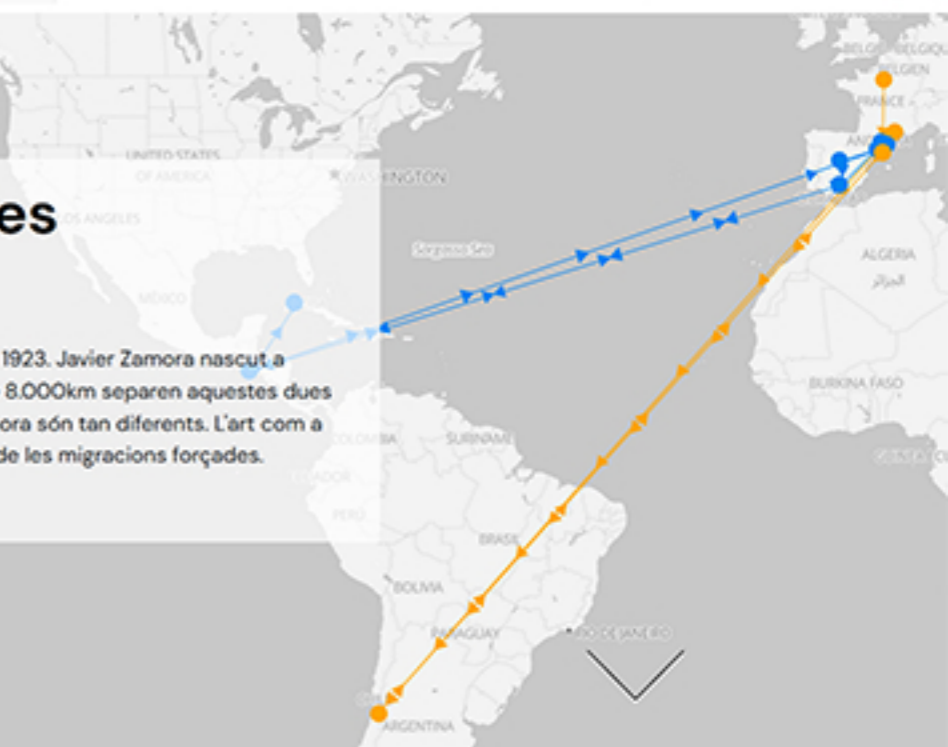 BELGIË BELGIQUE
BELGIEN
FRANCE
UNITED STATES
OF AMERICA
WASHINGTON
es
LOS ANGELES
Sargasso Sea
ALGERIA
الجزائر
MÉXICO
1923. Javier Zamora nascut a
8.000km separen aquestes dues
ora són tan diferents. L'art com a
de les migracions forçades.
BURKINA FASO
COLOMBIA
SURINAME
ECUADOR
PERÚ
BRASIL
BOLIVIA
PARAGUAY
RIO DE JANEIRO
ARGENTINA